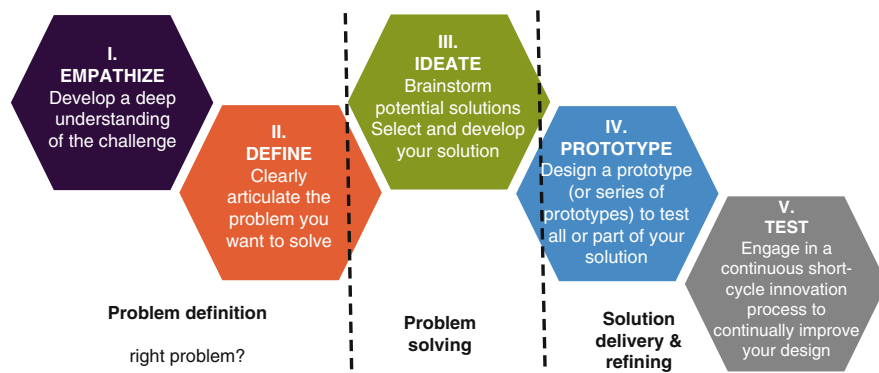 I.
EMPATHIZE
Develop a deep
understanding
of the challenge
II.
DEFINE
Clearly
articulate the
problem you
want to solve
III.
IDEATE
Brainstorm
potential solutions
Select and develop
your solution
IV.
PROTOTYPE
Design a prototype
(or series of
prototypes) to test
all or part of your
solution
V.
TEST
Engage in a
continuous short-
cycle innovation
process to
continually improve
your design
Problem definition
right problem?
Problem
solving
Solution
delivery &
refining